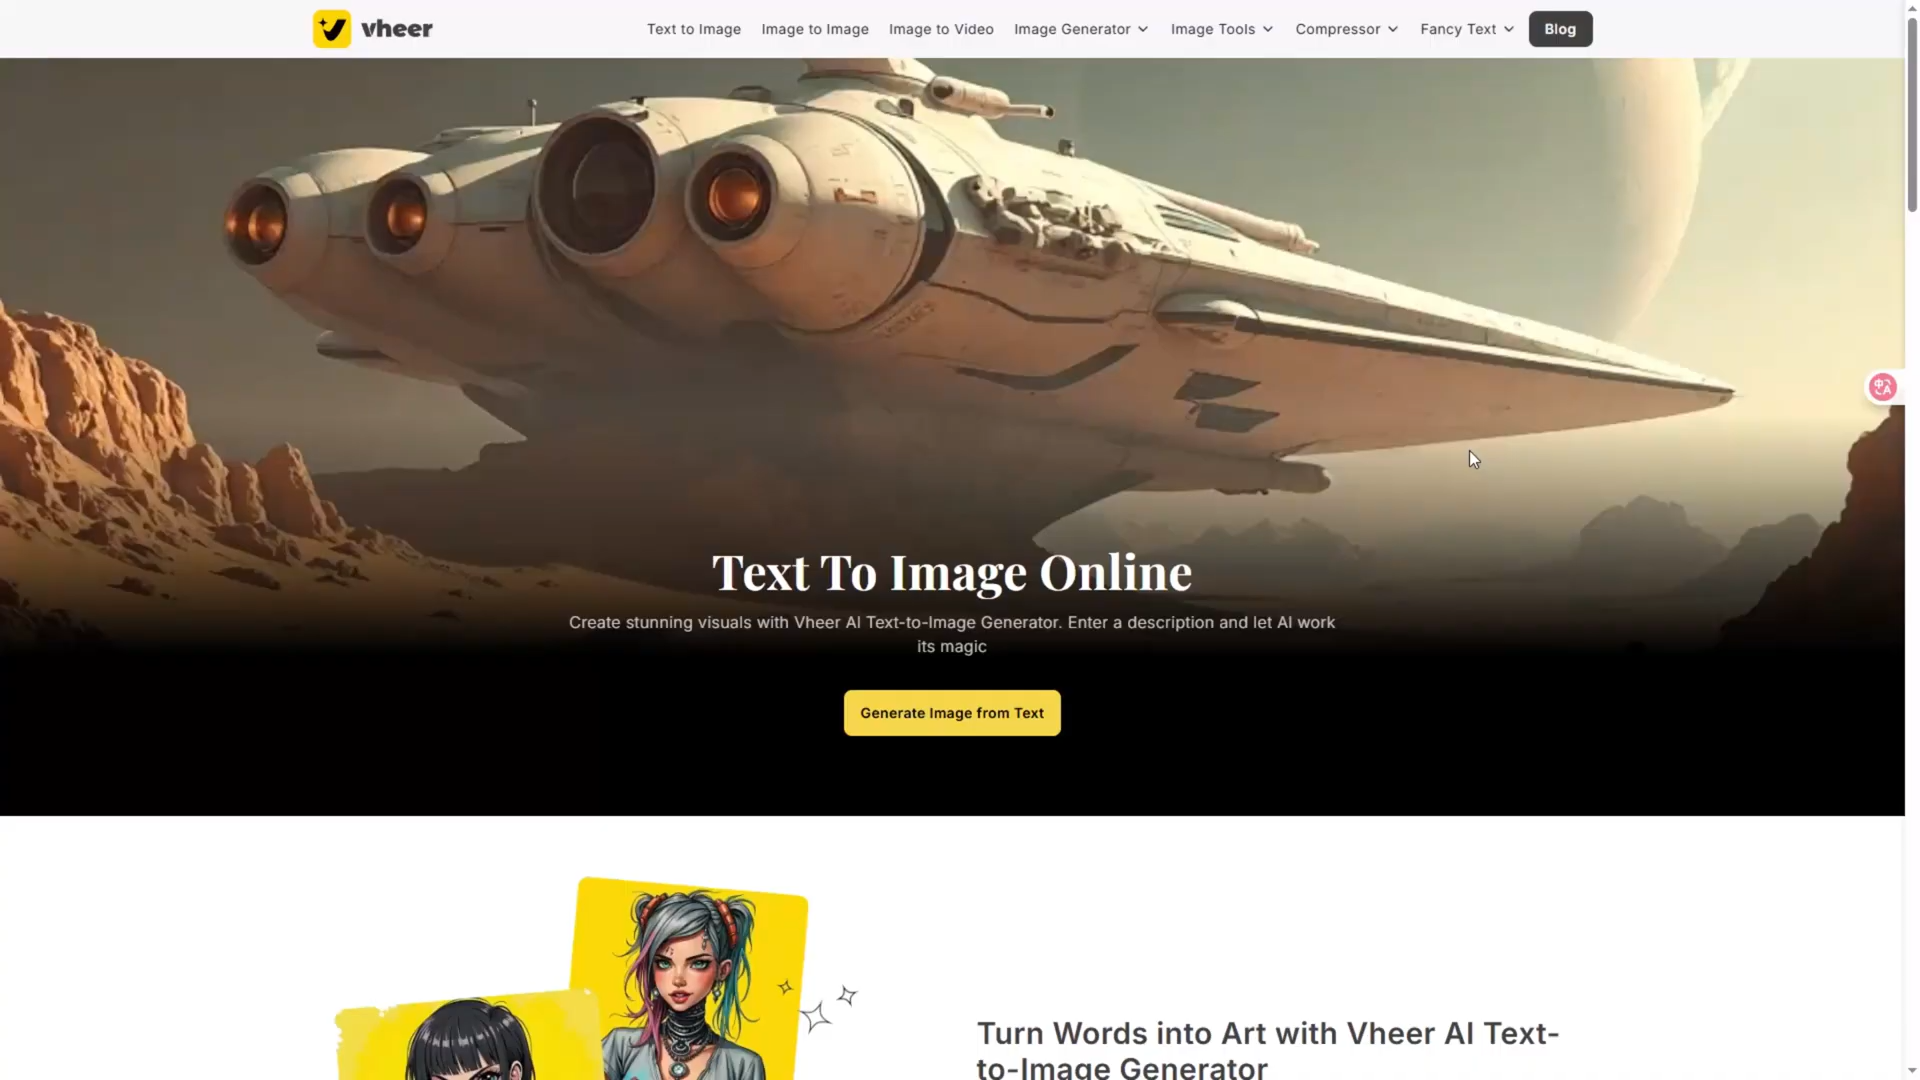 vheer
Text to Image
Image to Image
Image to Video
Image Generator
Image Tools
Compressor
Fancy Text
Blog
Text To Image Online
Create stunning visuals with Vheer AI Text-to-Image Generator. Enter a description and let AI work
its magic
Generate Image from Text
Turn Words into Art with Vheer AI Text-
to-Image Generator